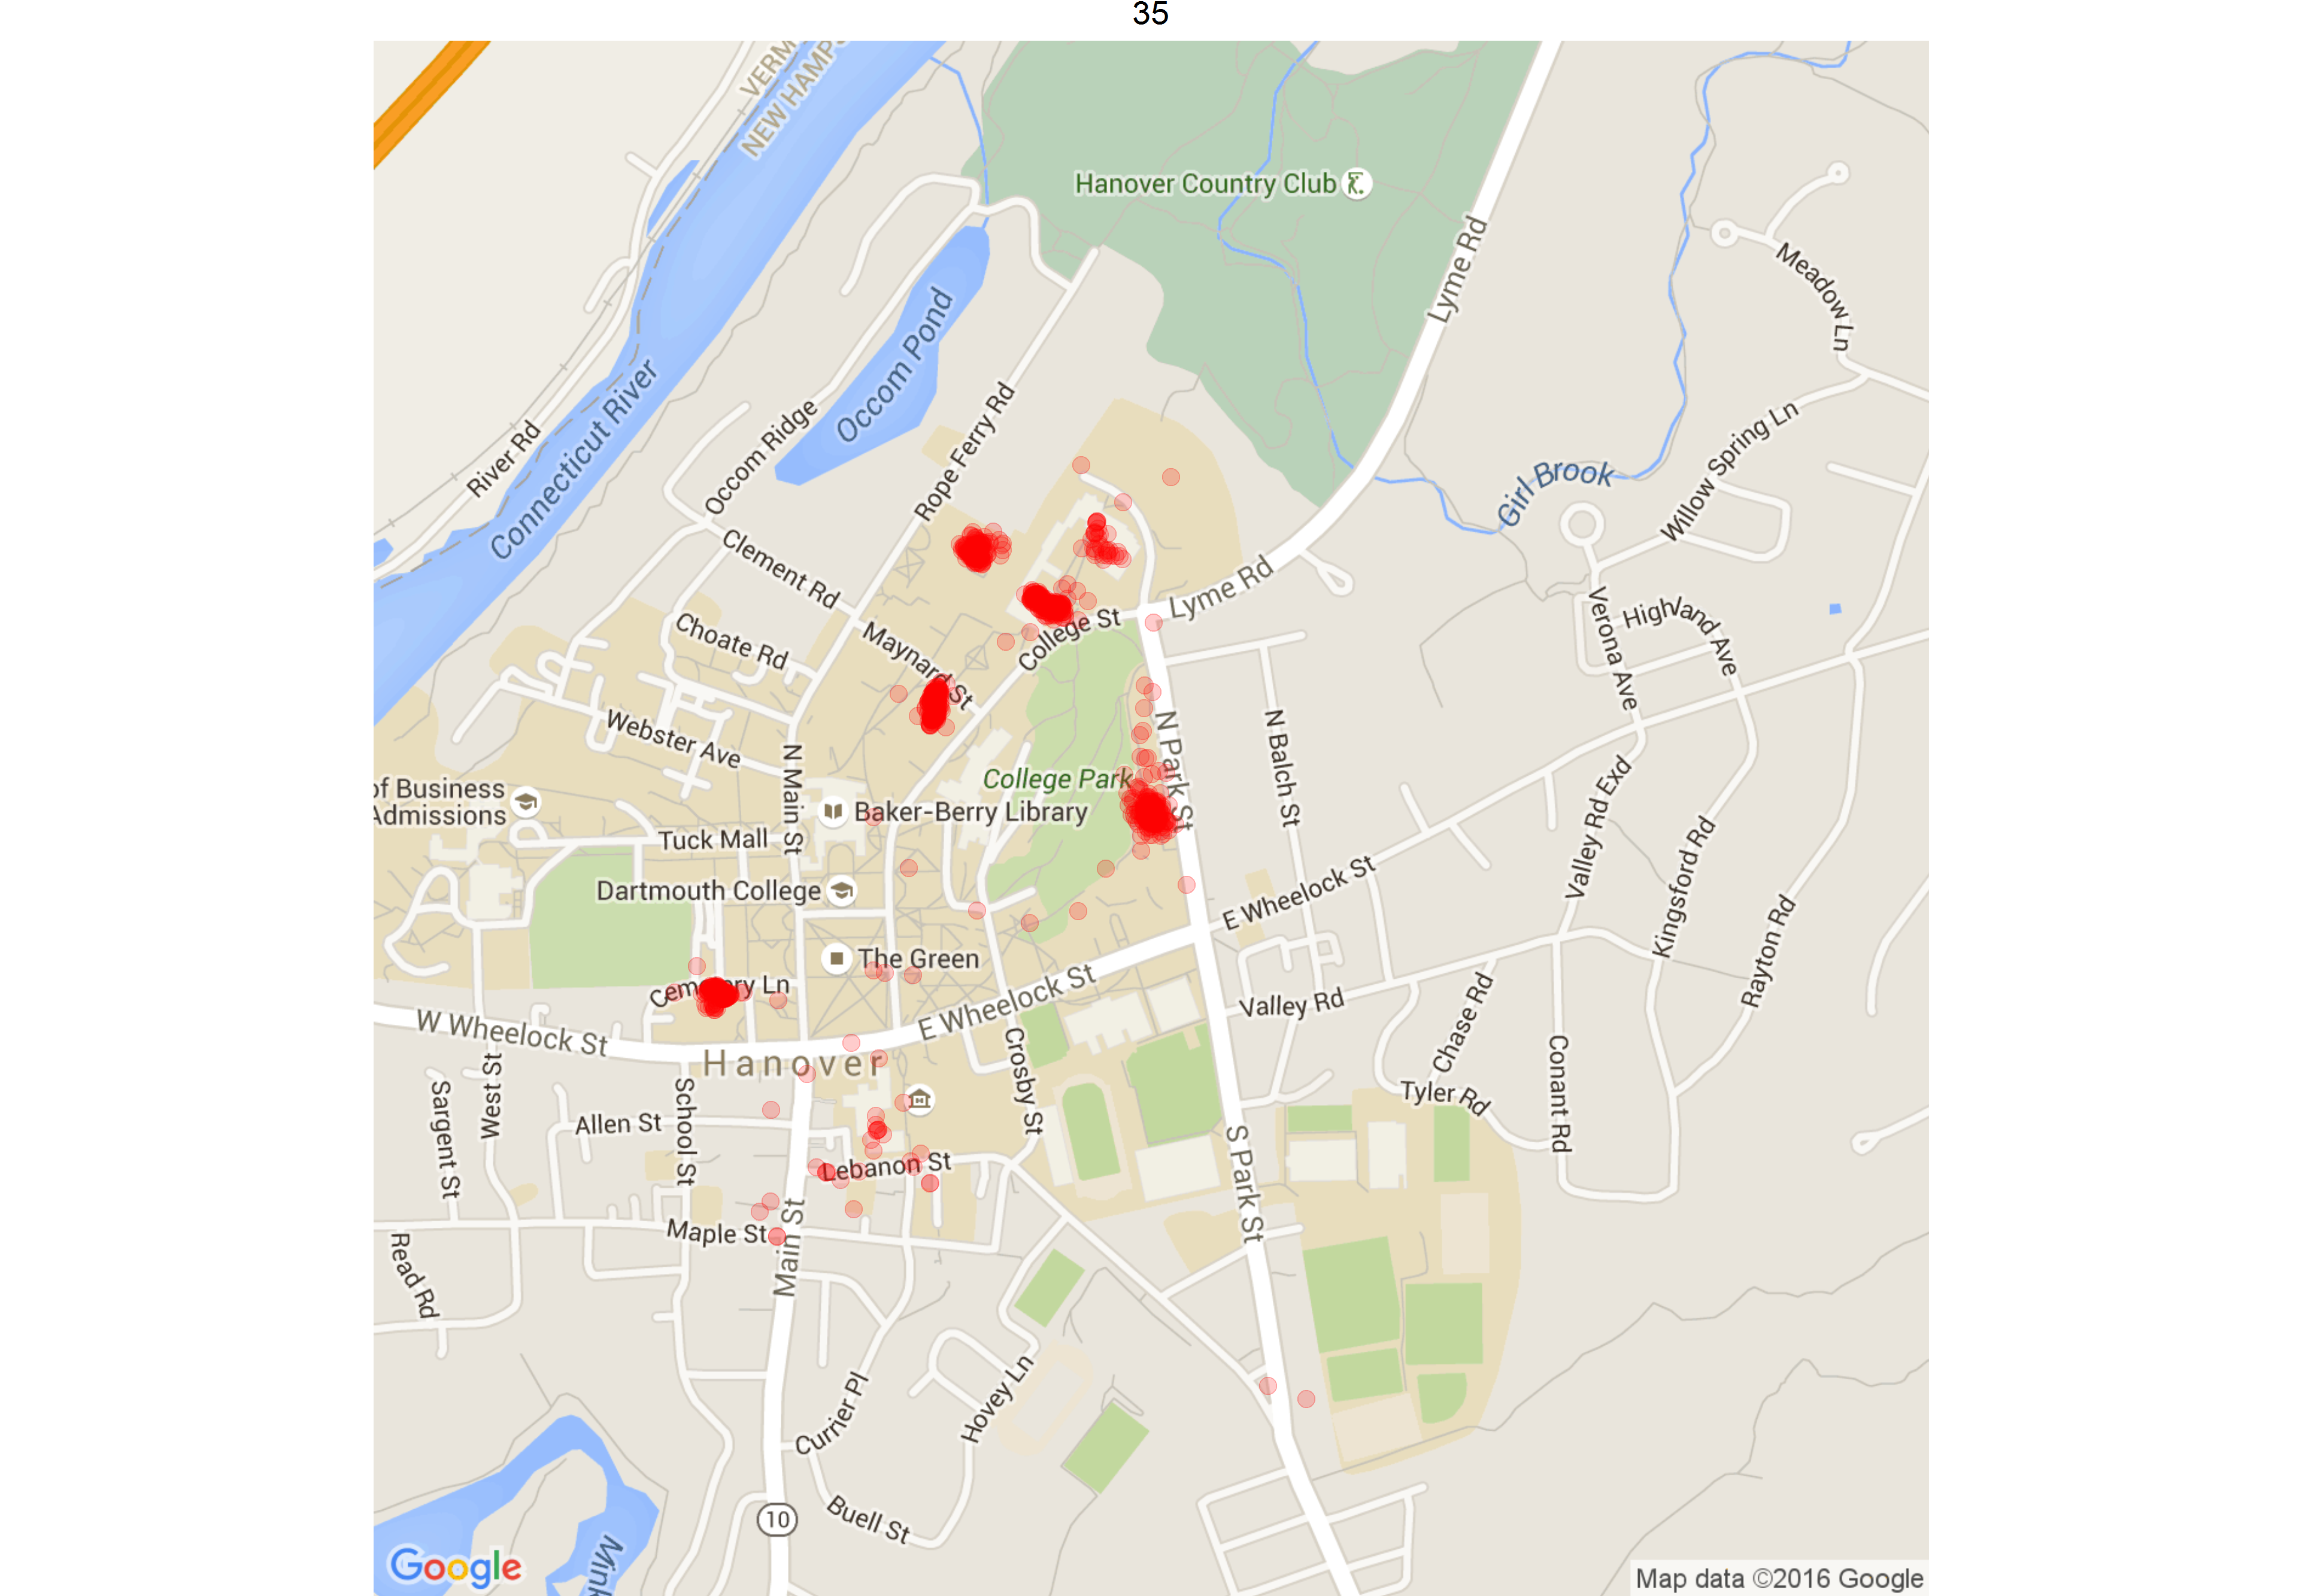 35
VERM
NEW HAMPS
Hanover Country Club
Lyme Rd
Meadow Ln
Occom Pond
Connecticut River
River Rd
Rope Ferry Rd
Occom Ridge
Willow Spring Ln
Girl Brook
Clement Rd
Lyme Rd
Verona Ave
Highland Ave
Choate Rd
Maynard St
College St
Webster Ave
N Main St
N Park St
N Balch St
College Park
of Business
Admissions
Baker-Berry Library
Tuck Mall
Valley Rd Exd
Kingsford Rd
Dartmouth College
E Wheelock St
Rayton Rd
The Green
Cemetery Ln
E Wheelock St
Valley Rd
Chase Rd
W Wheelock St
Hanover
Crosby St
Conant Rd
West St
Sargent St
School St
Allen St
Tyler Rd
Lebanon St
S Park St
Maple St
Main St
Read Rd
Hovey Ln
Currier Pl
10
Buell St
Mink
Google
Map data ©2016 Google